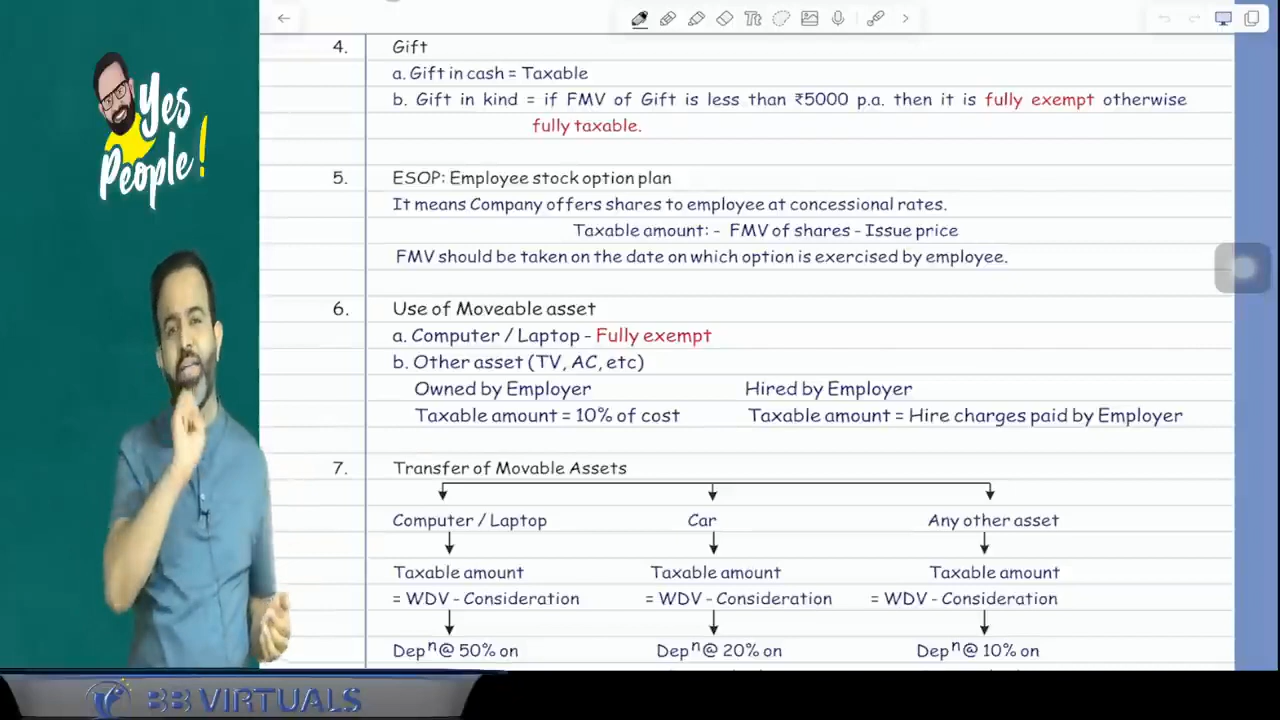 Yes
People!
4. Gift
a. Gift in cash = Taxable
b. Gift in kind = if FMV of Gift is less than ₹5000 p.a. then it is fully exempt otherwise
fully taxable.
5. ESOP: Employee stock option plan
It means Company offers shares to employee at concessional rates.
Taxable amount: - FMV of shares - Issue price
FMV should be taken on the date on which option is exercised by employee.
6. Use of Moveable asset
a. Computer / Laptop - Fully exempt
b. Other asset (TV, AC, etc)
Owned by Employer Hired by Employer
Taxable amount = 10% of cost Taxable amount = Hire charges paid by Employer
7. Transfer of Movable Assets
Computer / Laptop Car Any other asset
Taxable amount Taxable amount Taxable amount
= WDV - Consideration = WDV - Consideration = WDV - Consideration
Depⁿ@ 50% on Depⁿ@ 20% on Depⁿ@ 10% on
BB VIRTUALS